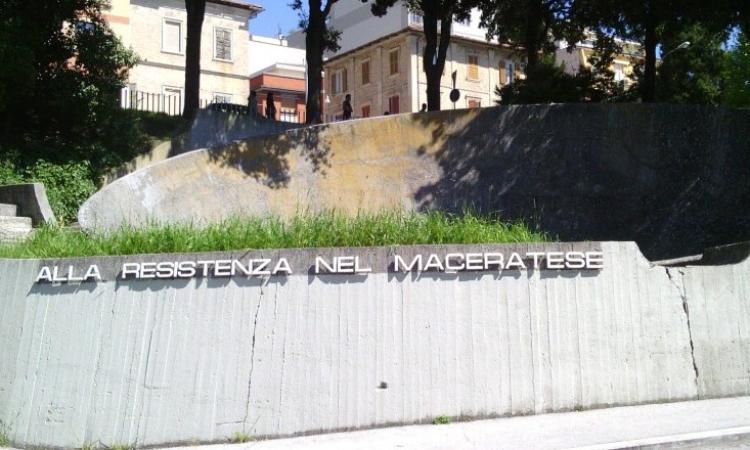 ALLA RESISTENZA NEL MACERATESE